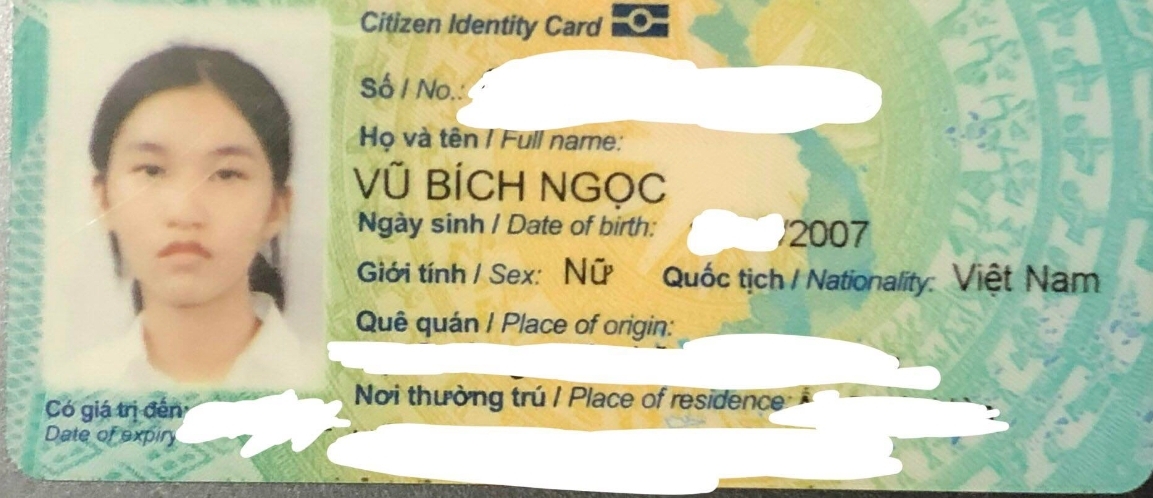 Citizen Identity Card
Số / No.:
Họ và tên / Full name:
VŨ BÍCH NGỌC
Ngày sinh / Date of birth: /2007
Giới tính / Sex: Nữ Quốc tịch / Nationality: Việt Nam
Quê quán / Place of origin:
Nơi thường trú / Place of residence:
Có giá trị đến:
Date of expiry